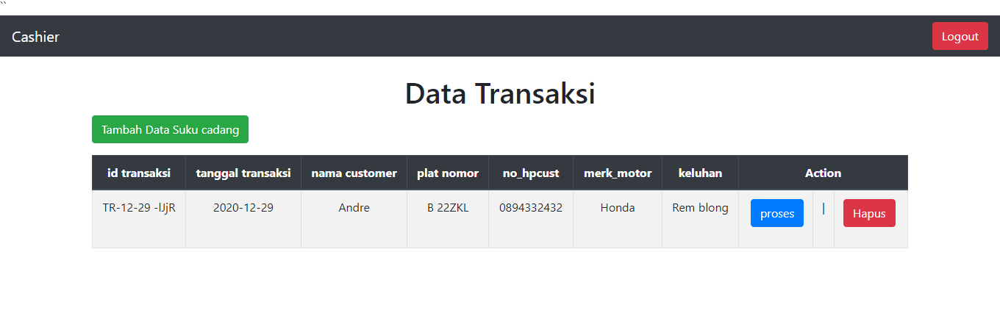 ``
Cashier Logout
Data Transaksi
Tambah Data Suku cadang
id transaksi tanggal transaksi nama customer plat nomor no_hpcust merk_motor keluhan Action
TR-12-29 -lJjR 2020-12-29 Andre B 22ZKL 0894332432 Honda Rem blong proses | Hapus